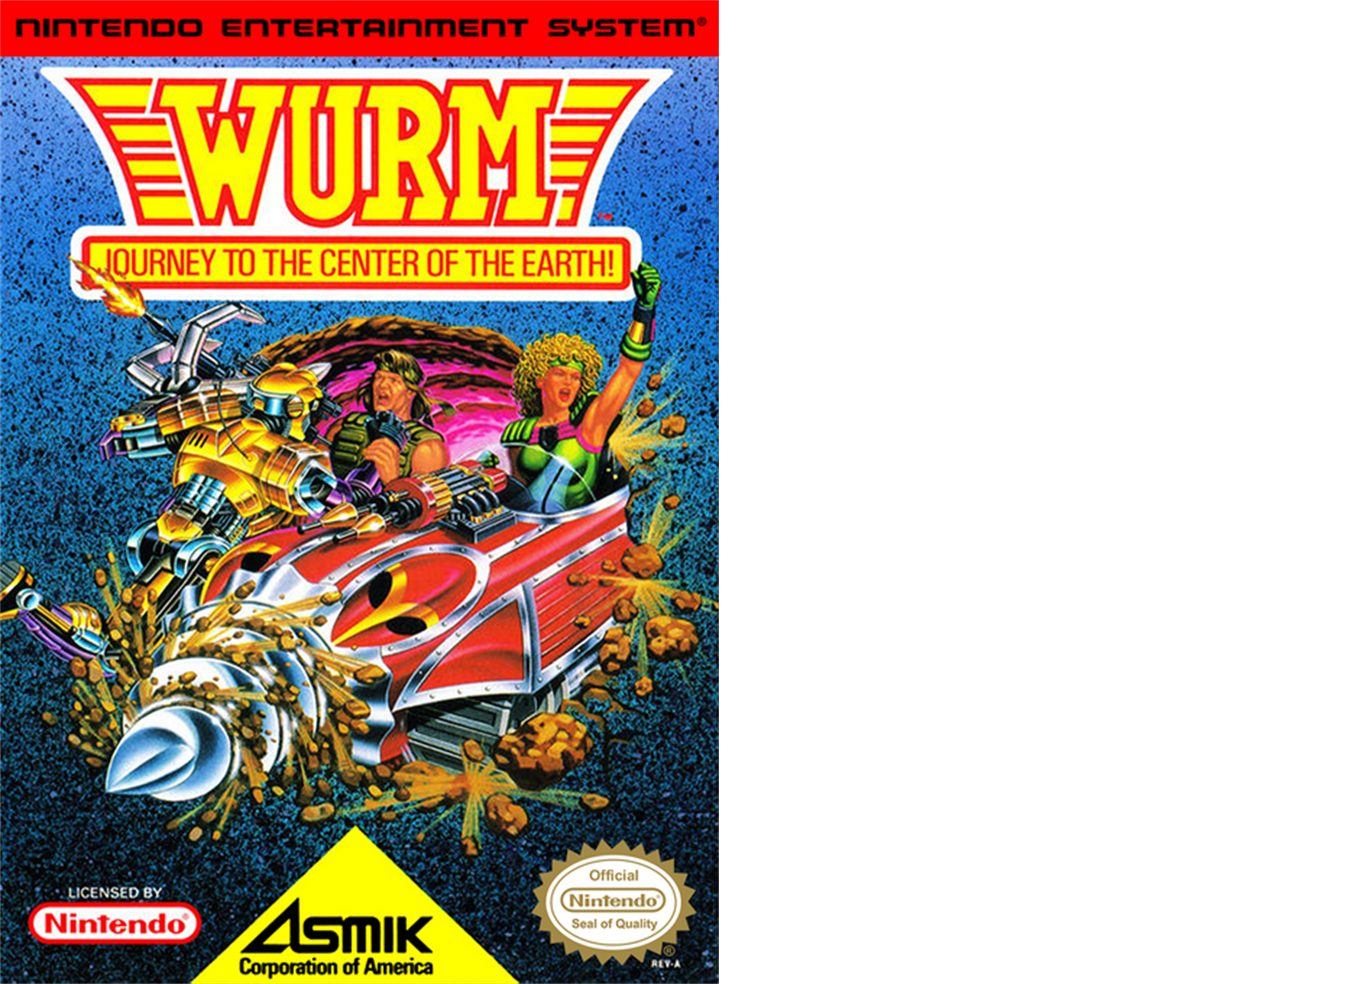 NINTENDO ENTERTAINMENT SYSTEM®
WURM
TM
JOURNEY TO THE CENTER OF THE EARTH!
LICENSED BY
Nintendo®
ASMIK
Corporation of America
Official
Nintendo®
Seal of Quality
®
REV-A